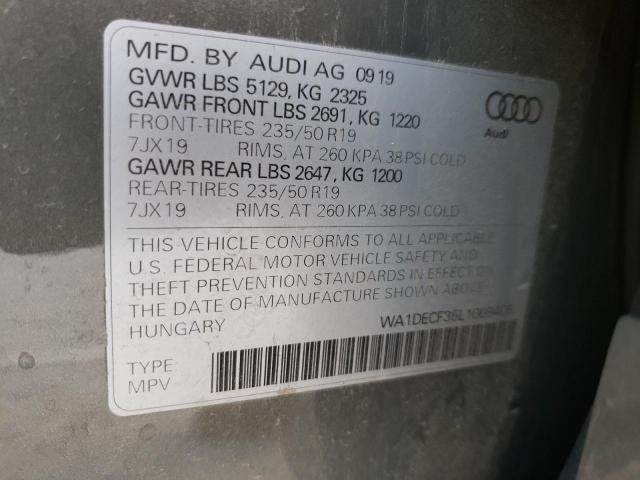 MFD. BY AUDI AG 0919
GVWR LBS 5129, KG 2325
GAWR FRONT LBS 2691, KG 1220
FRONT-TIRES 235/50 R19
7JX19 RIMS, AT 260 KPA 38 PSI COLD
GAWR REAR LBS 2647, KG 1200
REAR-TIRES 235/50 R19
7JX19 RIMS, AT 260 KPA 38 PSI COLD
Audi
THIS VEHICLE CONFORMS TO ALL APPLICABLE
U.S. FEDERAL MOTOR VEHICLE SAFETY AND
THEFT PREVENTION STANDARDS IN EFFECT ON
THE DATE OF MANUFACTURE SHOWN ABOVE.
HUNGARY
TYPE
MPV